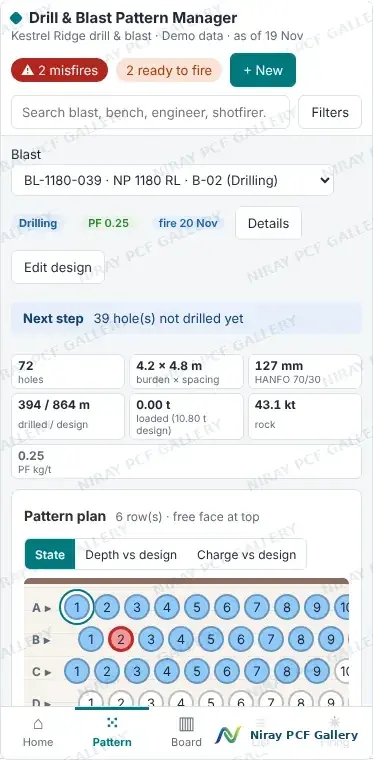 Drill & Blast Pattern Manager
Kestrel Ridge drill & blast · Demo data · as of 19 Nov
⚠ 2 misfires
2 ready to fire
+ New
Search blast, bench, engineer, shotfirer.
Filters
Blast
BL-1180-039 · NP 1180 RL · B-02 (Drilling)
Drilling
PF 0.25
fire 20 Nov
Details
Edit design
Next step 39 hole(s) not drilled yet
72
holes
4.2 × 4.8 m
burden × spacing
127 mm
HANFO 70/30
394 / 864 m
drilled / design
0.00 t
loaded (10.80 t
design)
43.1 kt
rock
0.25
PF kg/t
Pattern plan 6 row(s) · free face at top
State
Depth vs design
Charge vs design
A ▸ 1 2 3 4 5 6 7 8 9 10
B ▸ 1 2 3 4 5 6 7 8 9
C ▸ 1 2 3 4 5 6 7 8 9 10
D ▸ 1 2 3 4 5 6 7 8 9
Home
Pattern
Board
Niray PCF Gallery
NIRAY PCF GALLERY